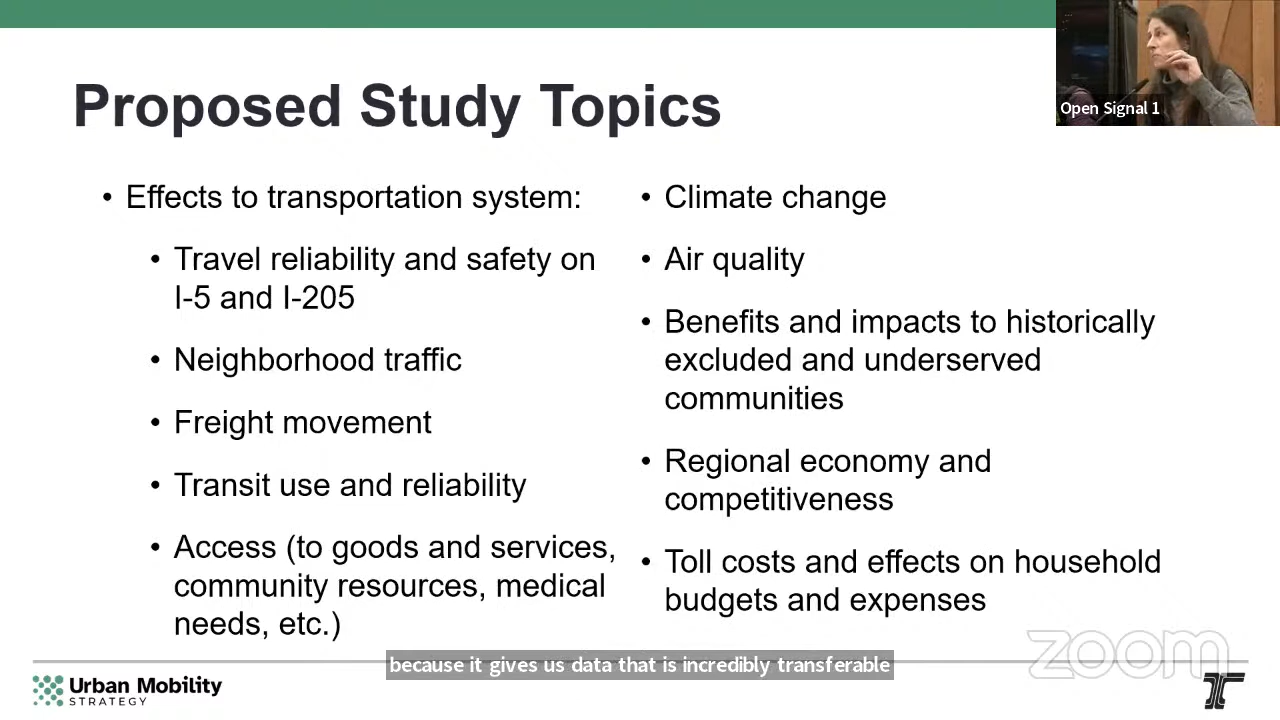 Proposed Study Topics
Open Signal 1
• Effects to transportation system:
• Travel reliability and safety on
I-5 and I-205
• Neighborhood traffic
• Freight movement
• Transit use and reliability
• Access (to goods and services,
community resources, medical
needs, etc.)
• Climate change
• Air quality
• Benefits and impacts to historically
excluded and underserved
communities
• Regional economy and
competitiveness
• Toll costs and effects on household
budgets and expenses
because it gives us data that is incredibly transferable
zoom
Urban Mobility
STRATEGY